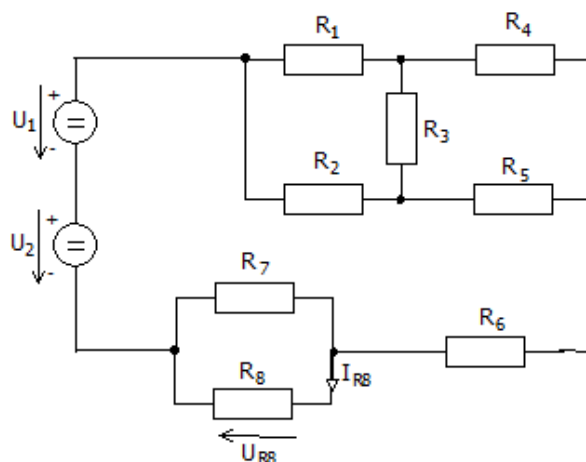 R1
R4
U1
+
-
=
R3
R2
R5
U2
+
-
=
R7
R6
R8
IR8
UR8